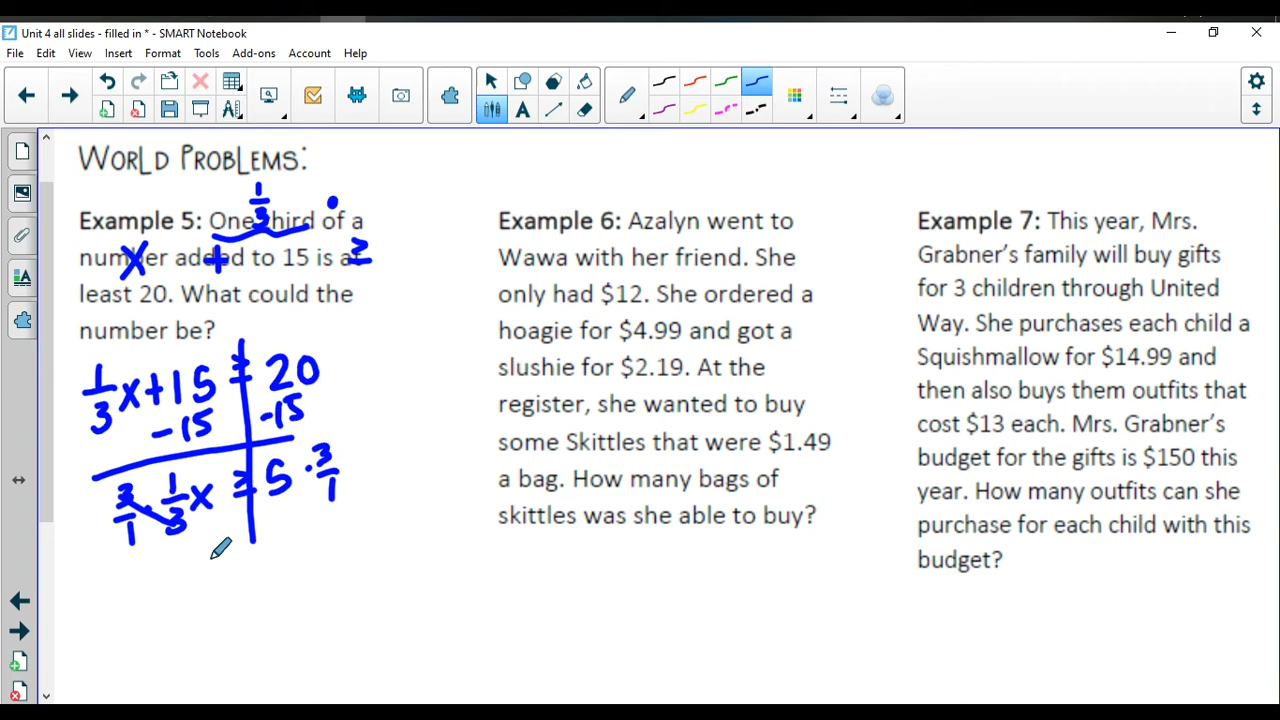 Unit 4 all slides - filled in * - SMART Notebook
File Edit View Insert Format Tools Add-ons Account Help
WORLD PROBLEMS:
Example 5: One third of a
number added to 15 is at
least 20. What could the
number be?
1/3 ·
x + ≥
1/3 x + 15 ≥ 20
- 15 - 15
3/1 · 1/3 x ≥ 5 · 3/1
Example 6: Azalyn went to
Wawa with her friend. She
only had $12. She ordered a
hoagie for $4.99 and got a
slushie for $2.19. At the
register, she wanted to buy
some Skittles that were $1.49
a bag. How many bags of
skittles was she able to buy?
Example 7: This year, Mrs.
Grabner's family will buy gifts
for 3 children through United
Way. She purchases each child a
Squishmallow for $14.99 and
then also buys them outfits that
cost $13 each. Mrs. Grabner's
budget for the gifts is $150 this
year. How many outfits can she
purchase for each child with this
budget?